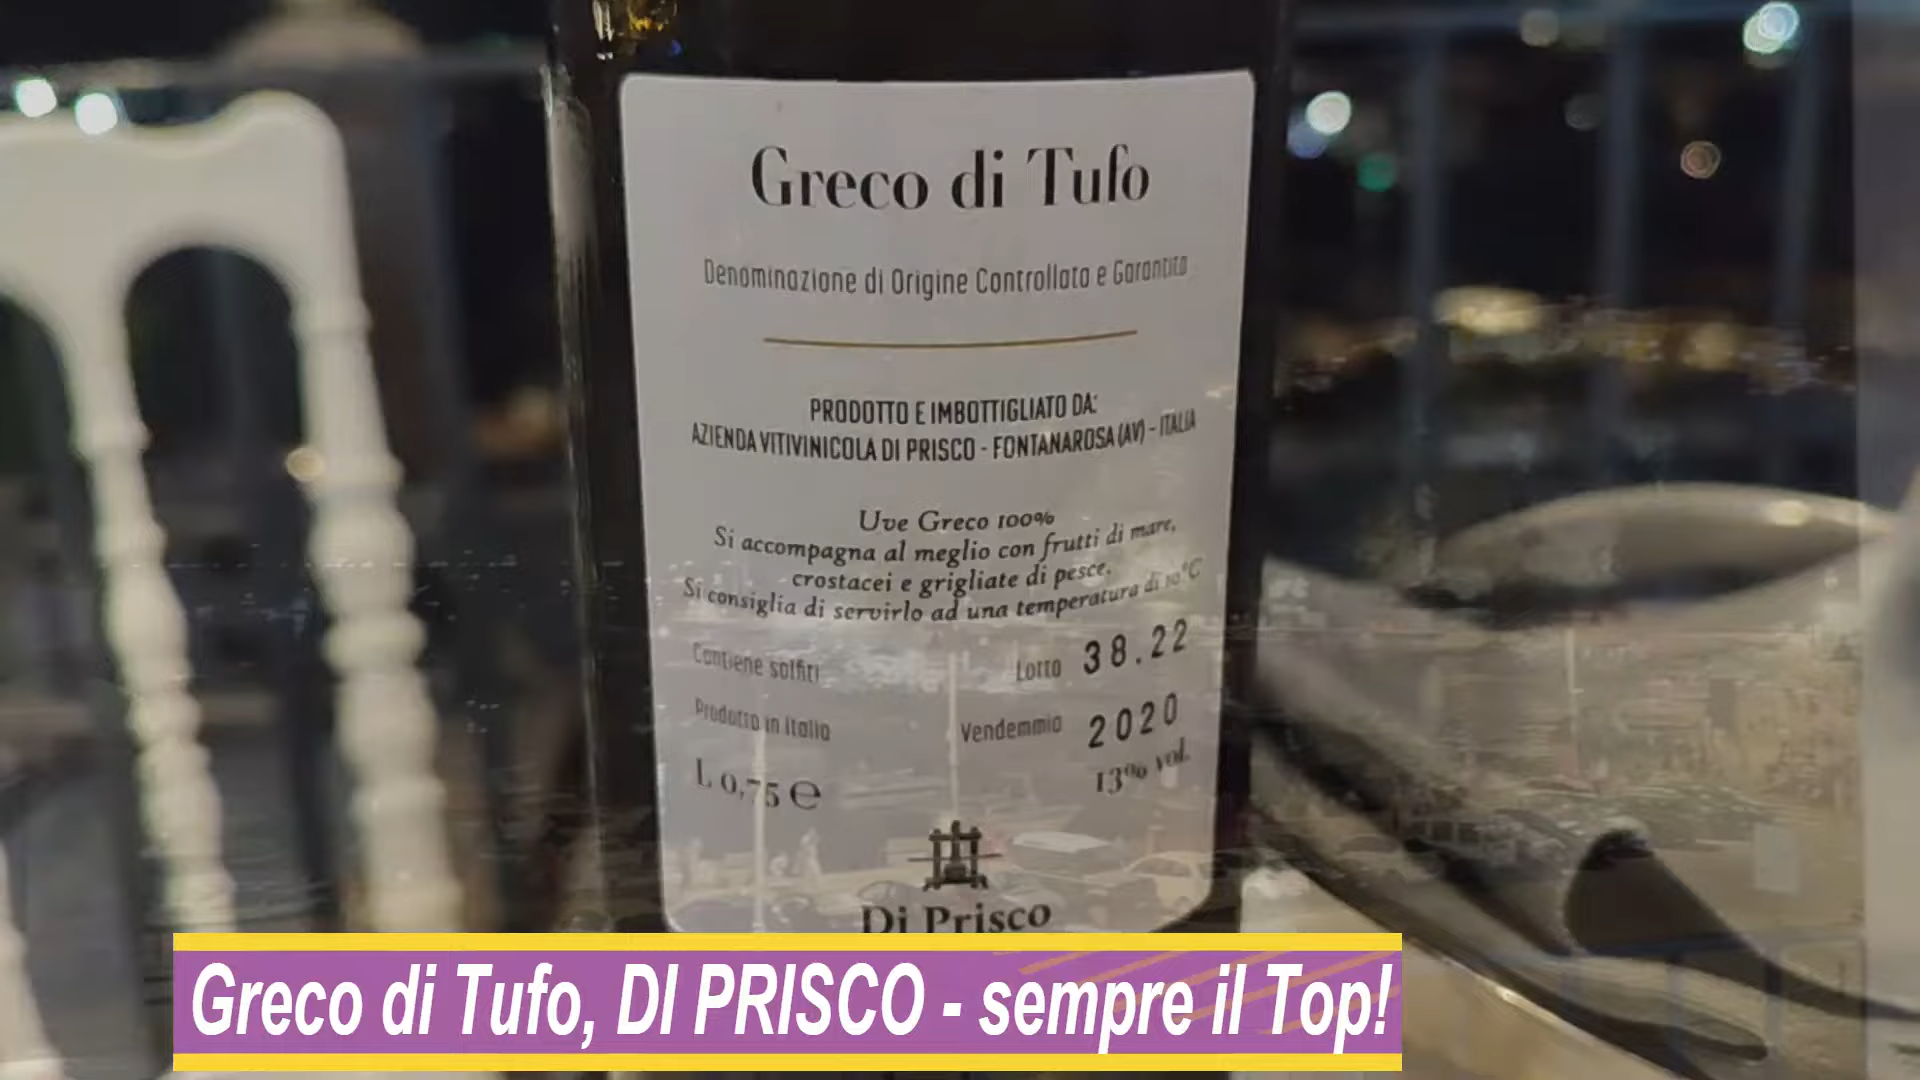 Greco di Tufo
Denominazione di Origine Controllata e Garantita
PRODOTTO E IMBOTTIGLIATO DA:
AZIENDA VITIVINICOLA DI PRISCO - FONTANAROSA (AV) - ITALIA
Uve Greco 100%
Si accompagna al meglio con frutti di mare,
crostacei e grigliate di pesce.
Si consiglia di servirlo ad una temperatura di 10°C
Contiene solfiti
Lotto 38.22
Prodotto in Italia
Vendemmia 2020
L 0,75 e
13% vol.
Di Prisco
Greco di Tufo, DI PRISCO - sempre il Top!